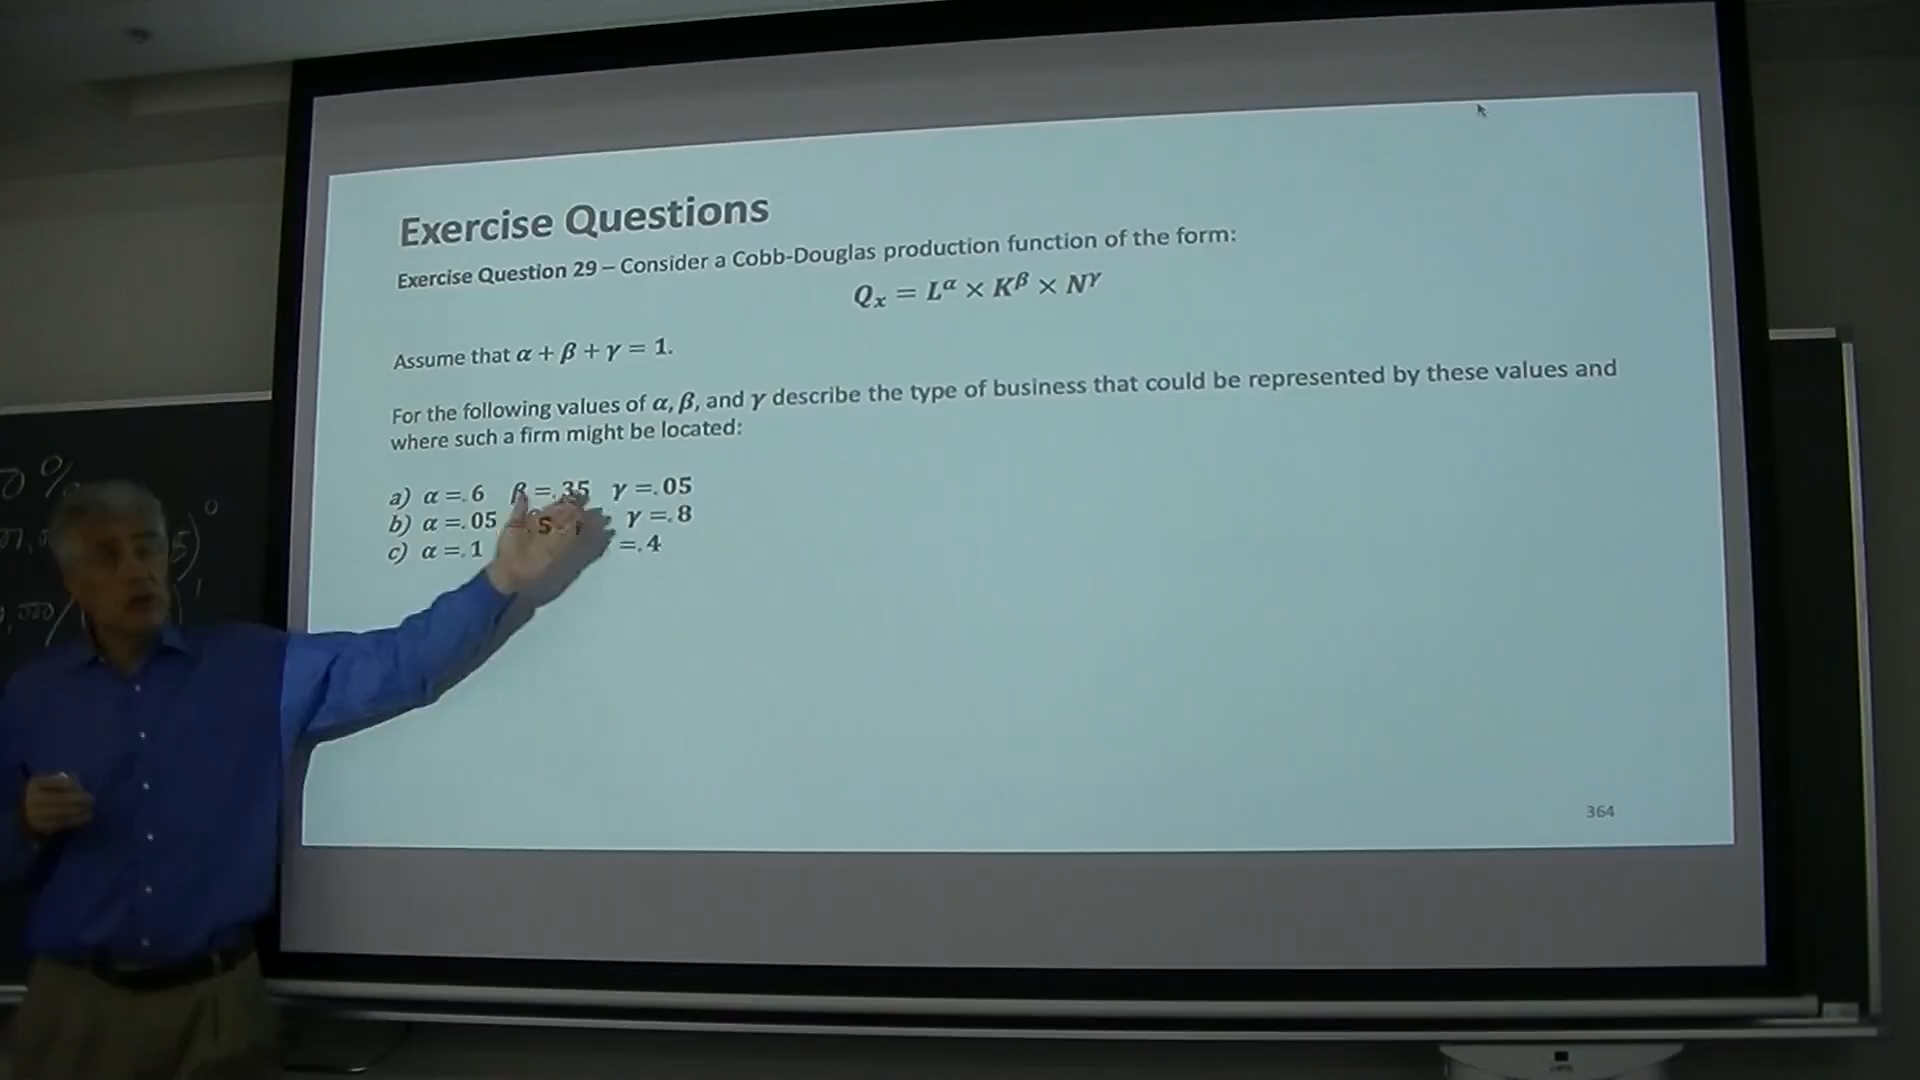 Exercise Questions
Exercise Question 29 – Consider a Cobb-Douglas production function of the form:
Qₓ = L^α × K^β × N^γ
Assume that α + β + γ = 1.
For the following values of α, β, and γ describe the type of business that could be represented by these values and
where such a firm might be located:
a) α =.6 β =.35 γ =.05
b) α =.05 γ =.8
c) α =.1 =.4
364